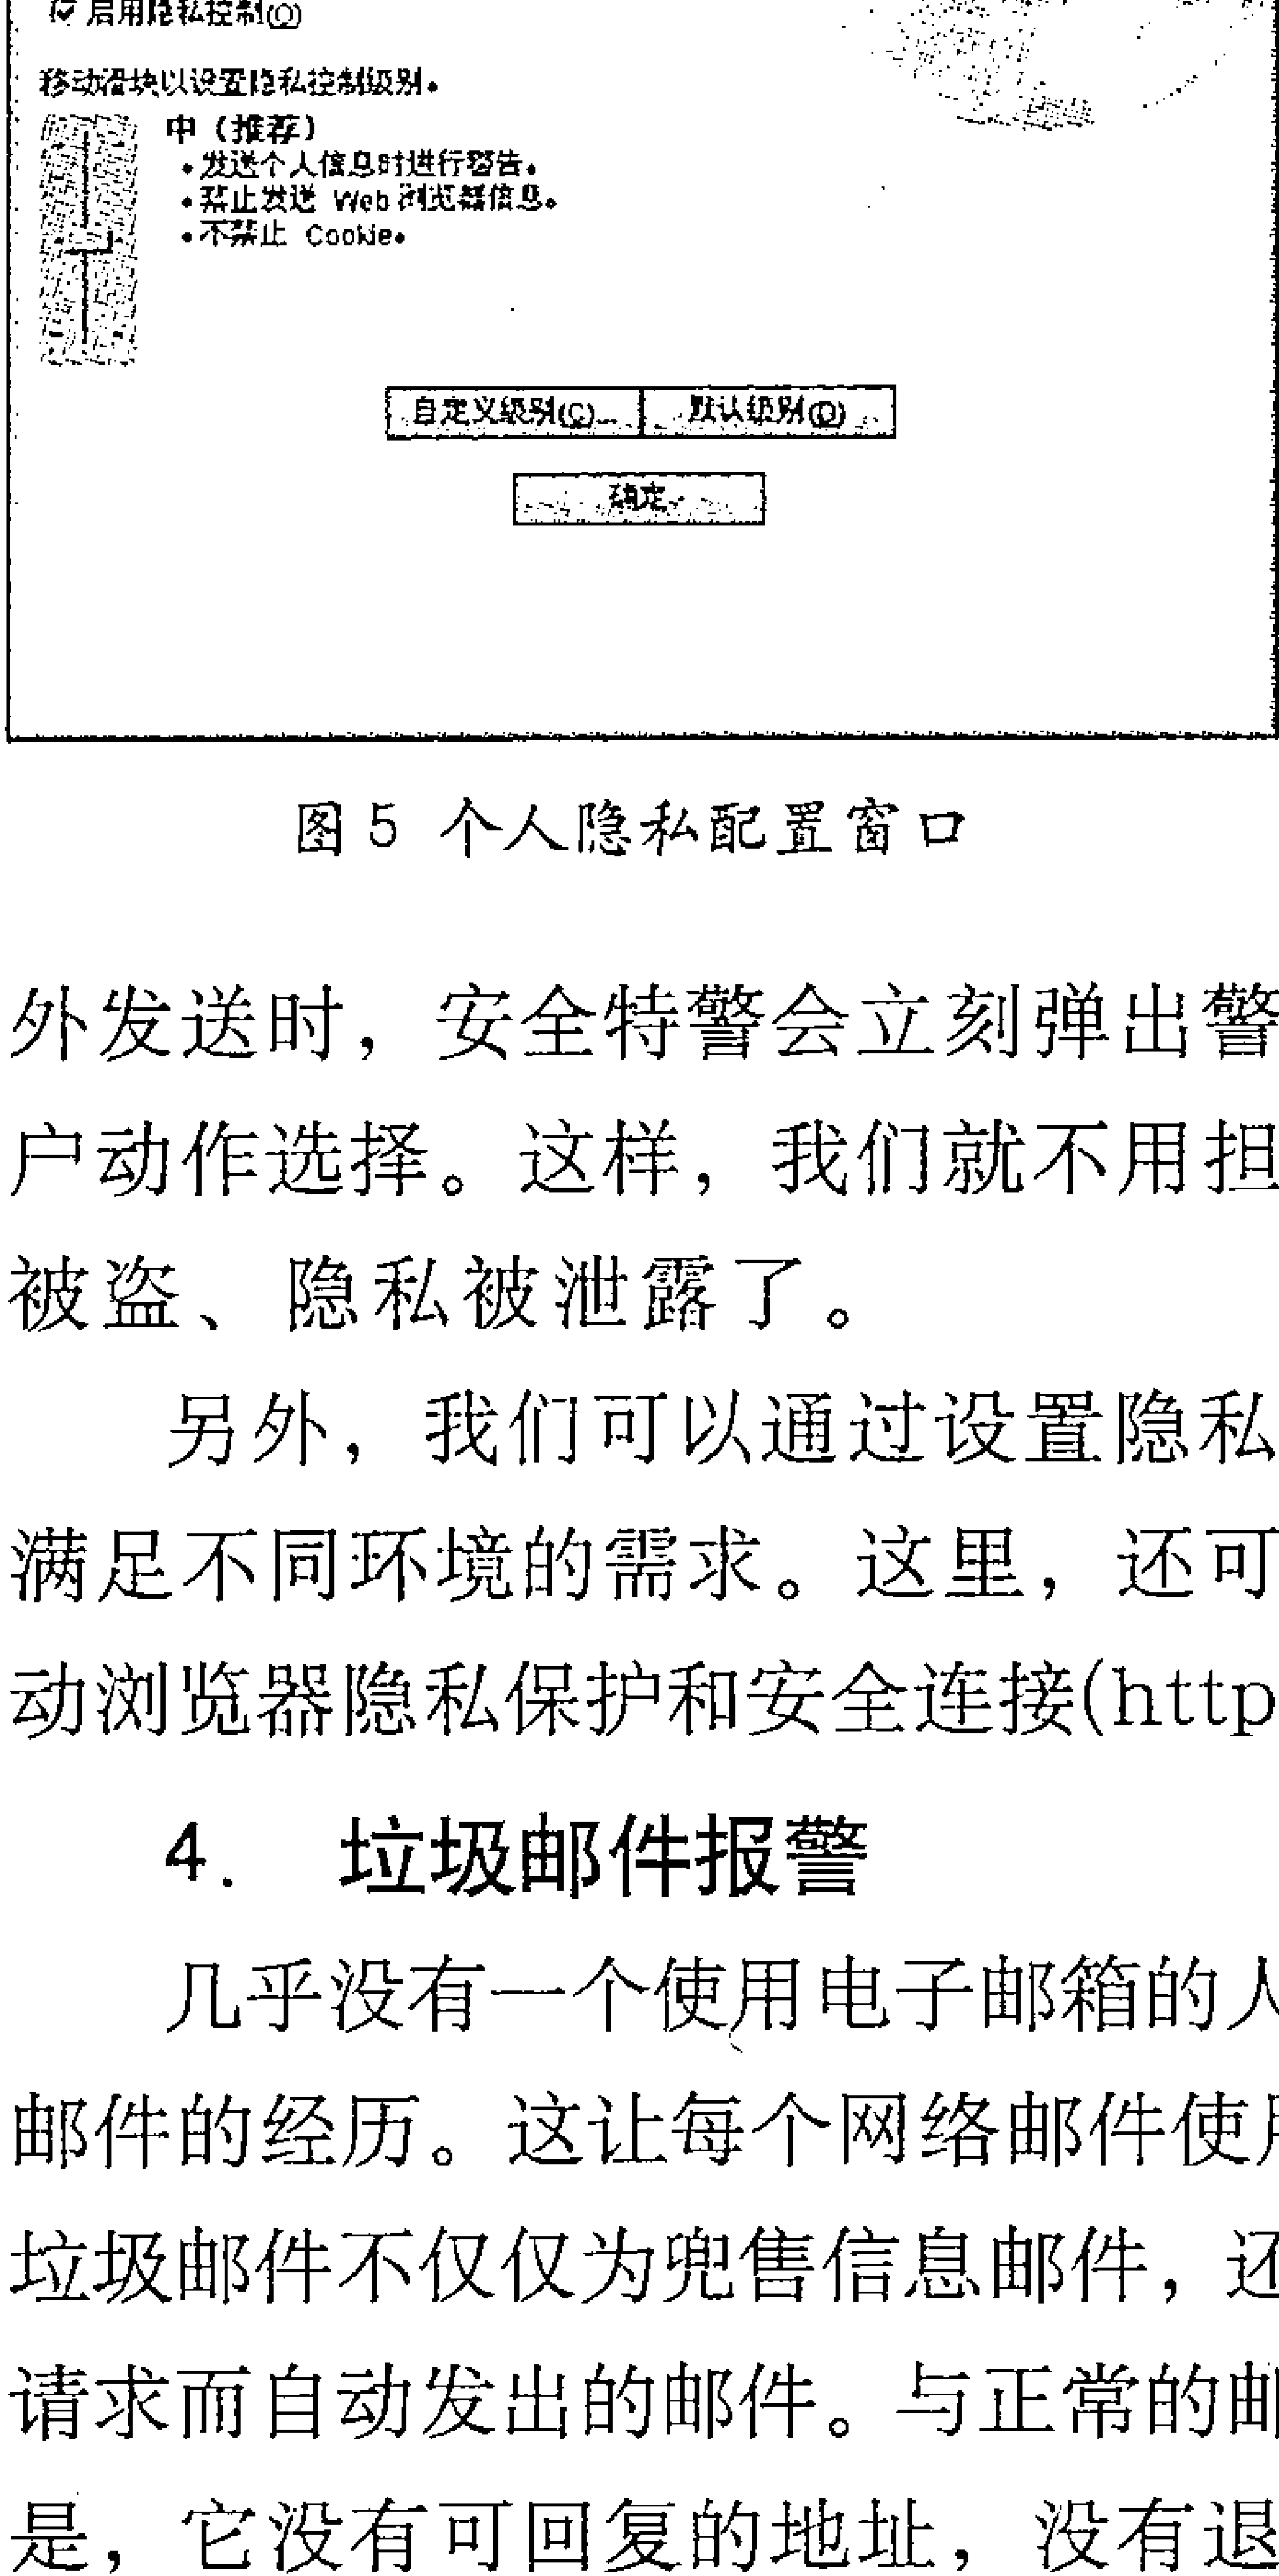 启用隐私控制(O)
移动滑块以设置隐私控制级别。
中（推荐）
•发送个人信息时进行警告。
•禁止发送 Web 浏览器信息。
•不禁止 Cookie。
自定义级别(C)... 默认级别(D)
确定
图 5 个人隐私配置窗口
外发送时，安全特警会立刻弹出警
户动作选择。这样，我们就不用担
被盗、隐私被泄露了。
另外，我们可以通过设置隐私
满足不同环境的需求。这里，还可
动浏览器隐私保护和安全连接(http
4. 垃圾邮件报警
几乎没有一个使用电子邮箱的人
邮件的经历。这让每个网络邮件使用
垃圾邮件不仅仅为兜售信息邮件，还
请求而自动发出的邮件。与正常的邮
是，它没有可回复的地址，没有退